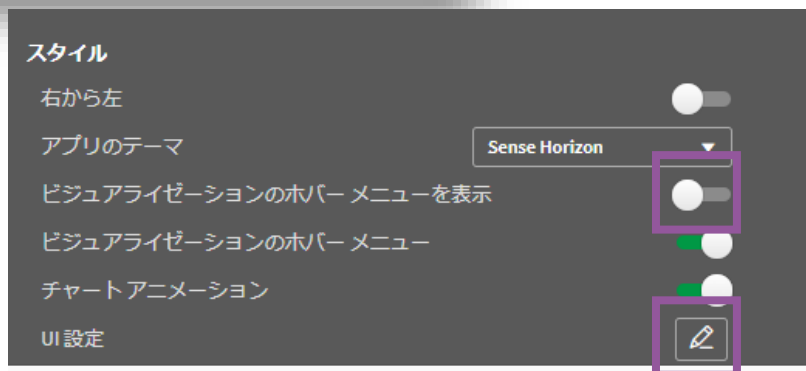 スタイル
右から左
アプリのテーマ
Sense Horizon
ビジュアライゼーションのホバー メニューを表示
ビジュアライゼーションのホバー メニュー
チャート アニメーション
UI 設定